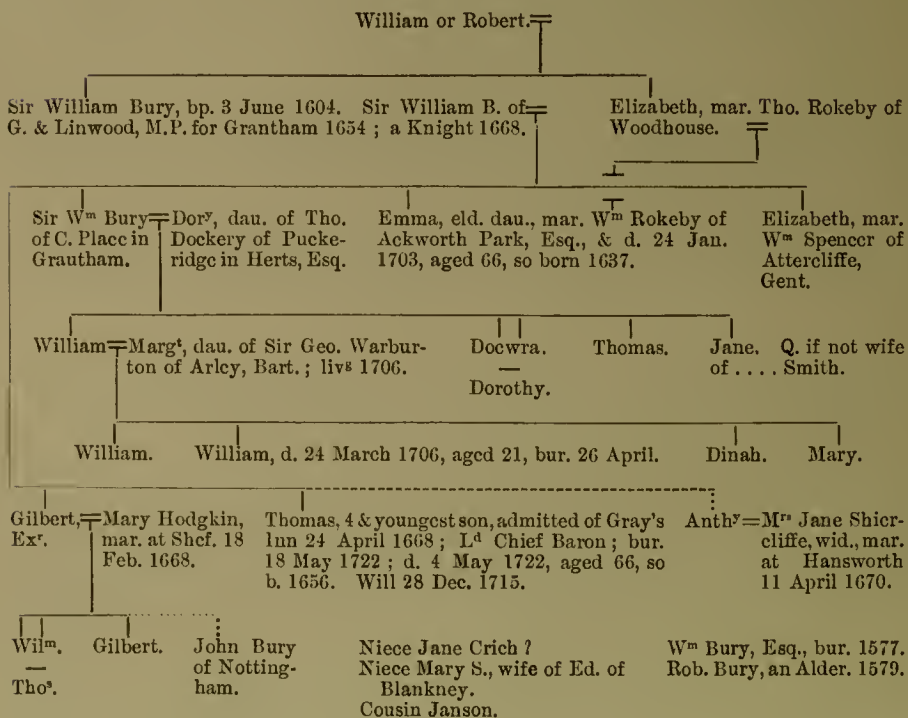 William or Robert.
Sir William Bury, bp. 3 June 1604. Sir William B. of
G. & Linwood, M.P. for Grantham 1654 ; a Knight 1668.
Elizabeth, mar. Tho. Rokeby of
Woodhouse.
Sir Wᵐ Bury
of C. Place in
Grautham.
Dorʸ, dau. of Tho.
Dockery of Pucke-
ridge in Herts, Esq.
Emma, eld. dau., mar. Wᵐ Rokeby of
Ackworth Park, Esq., & d. 24 Jan.
1703, aged 66, so born 1637.
Elizabeth, mar.
Wᵐ Spencer of
Attercliffe,
Gent.
William
Margᵗ, dau. of Sir Geo. Warbur-
ton of Arley, Bart. ; livᵍ 1706.
Docwra.
—
Dorothy.
Thomas.
Jane. Q. if not wife
of .... Smith.
William.
William, d. 24 March 1706, aged 21, bur. 26 April.
Dinah.
Mary.
Gilbert,
Exʳ.
Mary Hodgkin,
mar. at Shef. 18
Feb. 1668.
Thomas, 4 & youngest son, admitted of Gray's
Inn 24 April 1668 ; Lᵈ Chief Baron ; bur.
18 May 1722 ; d. 4 May 1722, aged 66, so
b. 1656. Will 28 Dec. 1715.
Anthʸ=Mʳˢ Jane Shier-
cliffe, wid., mar.
at Hansworth
11 April 1670.
Wilᵐ.
—
Thoˢ.
Gilbert.
John Bury
of Notting-
ham.
Niece Jane Crich ?
Niece Mary S., wife of Ed. of
Blankney.
Cousin Janson.
Wᵐ Bury, Esq., bur. 1577.
Rob. Bury, an Alder. 1579.